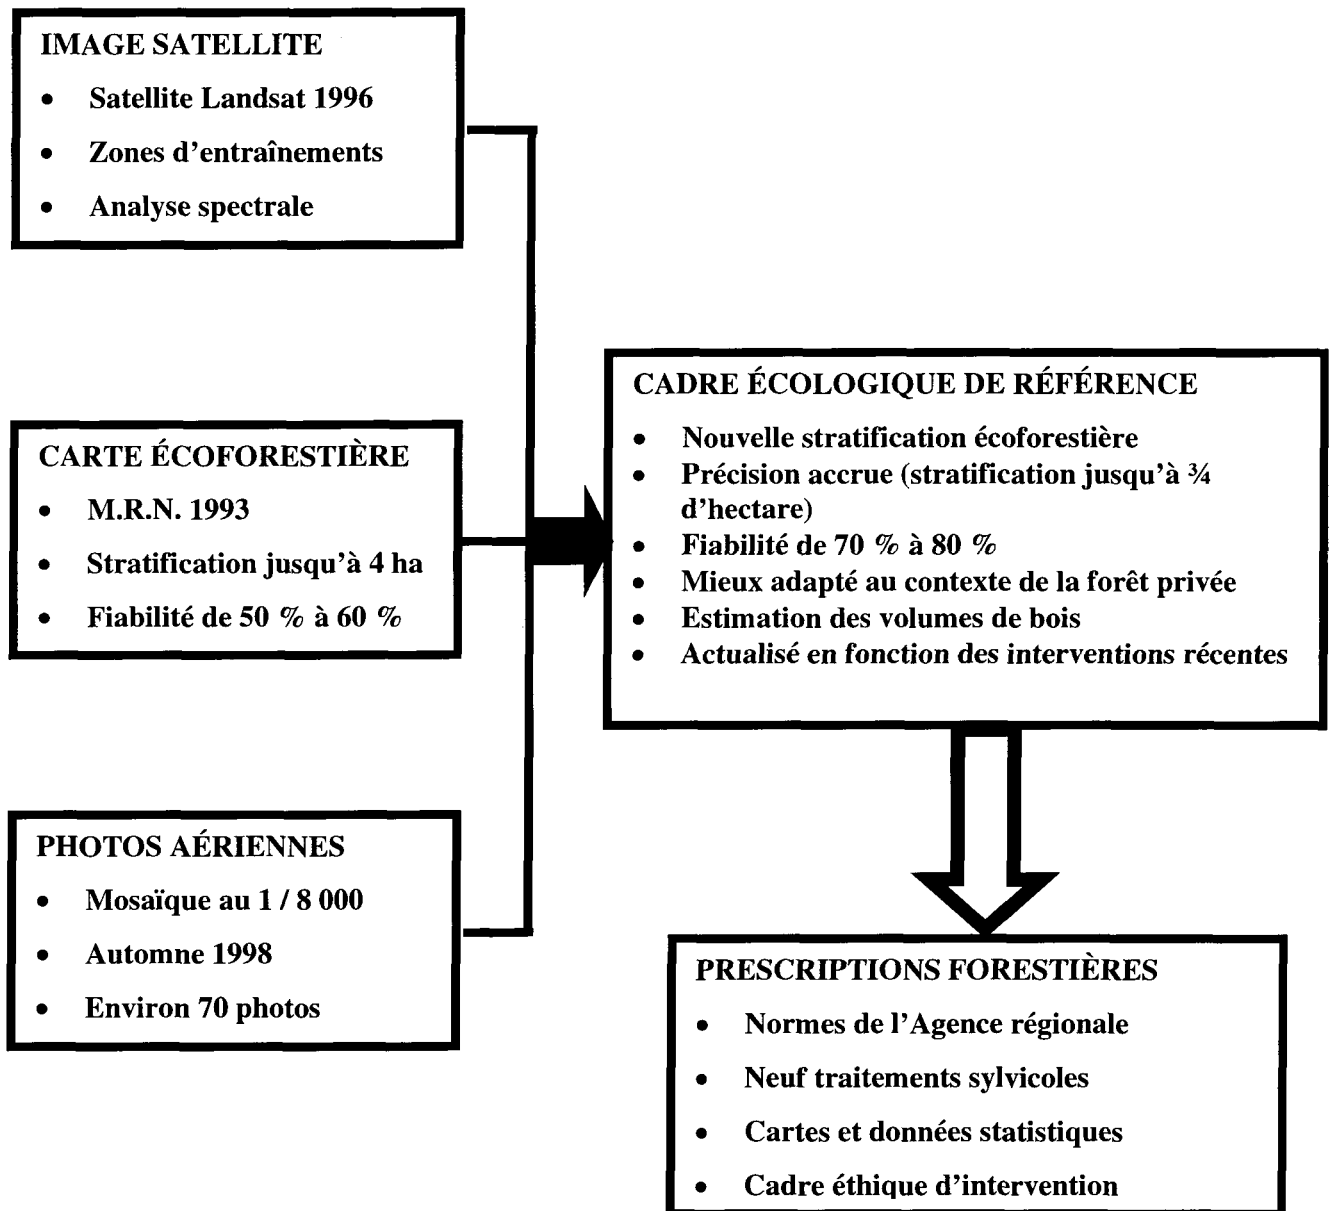 IMAGE SATELLITE
• Satellite Landsat 1996
• Zones d'entraînements
• Analyse spectrale
CARTE ÉCOFORESTIÈRE
• M.R.N. 1993
• Stratification jusqu'à 4 ha
• Fiabilité de 50 % à 60 %
PHOTOS AÉRIENNES
• Mosaïque au 1 / 8 000
• Automne 1998
• Environ 70 photos
CADRE ÉCOLOGIQUE DE RÉFÉRENCE
• Nouvelle stratification écoforestière
• Précision accrue (stratification jusqu'à ¾
d'hectare)
• Fiabilité de 70 % à 80 %
• Mieux adapté au contexte de la forêt privée
• Estimation des volumes de bois
• Actualisé en fonction des interventions récentes
PRESCRIPTIONS FORESTIÈRES
• Normes de l'Agence régionale
• Neuf traitements sylvicoles
• Cartes et données statistiques
• Cadre éthique d'intervention